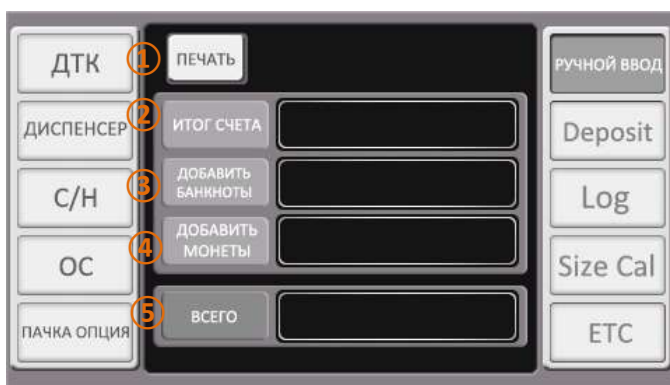 ДТК
ДИСПЕНСЕР
С/Н
ОС
ПАЧКА ОПЦИЯ
① ПЕЧАТЬ
② ИТОГ СЧЕТА
③ ДОБАВИТЬ
БАНКНОТЫ
④ ДОБАВИТЬ
МОНЕТЫ
⑤ ВСЕГО
РУЧНОЙ ВВОД
Deposit
Log
Size Cal
ETC